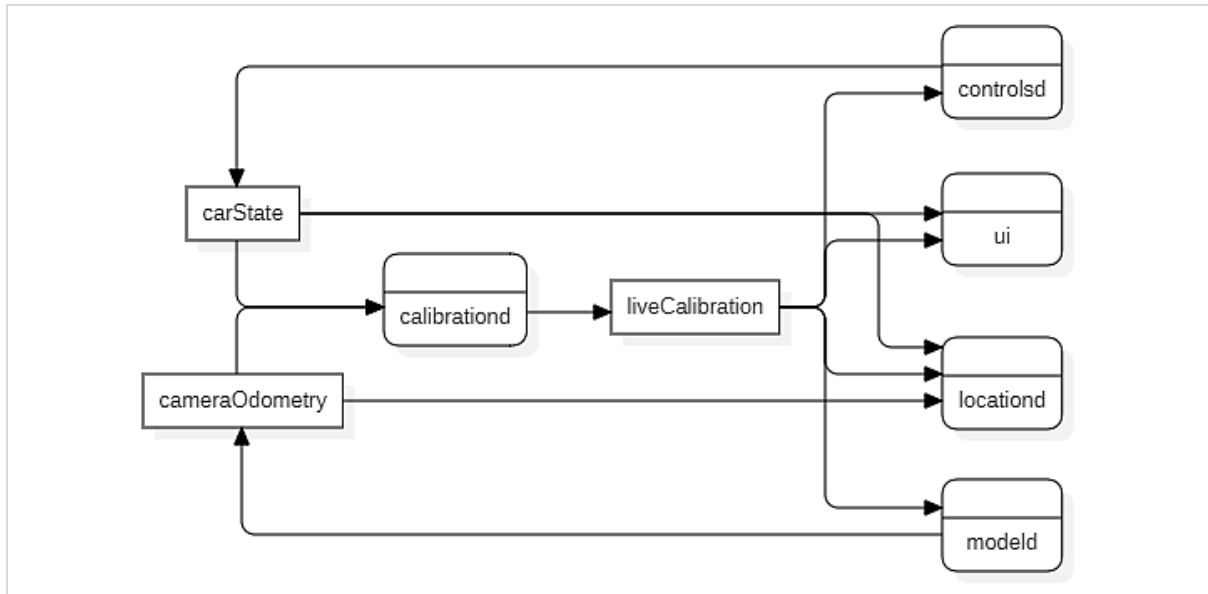 controlsd
carState
ui
calibrationd
liveCalibration
cameraOdometry
locationd
modeld